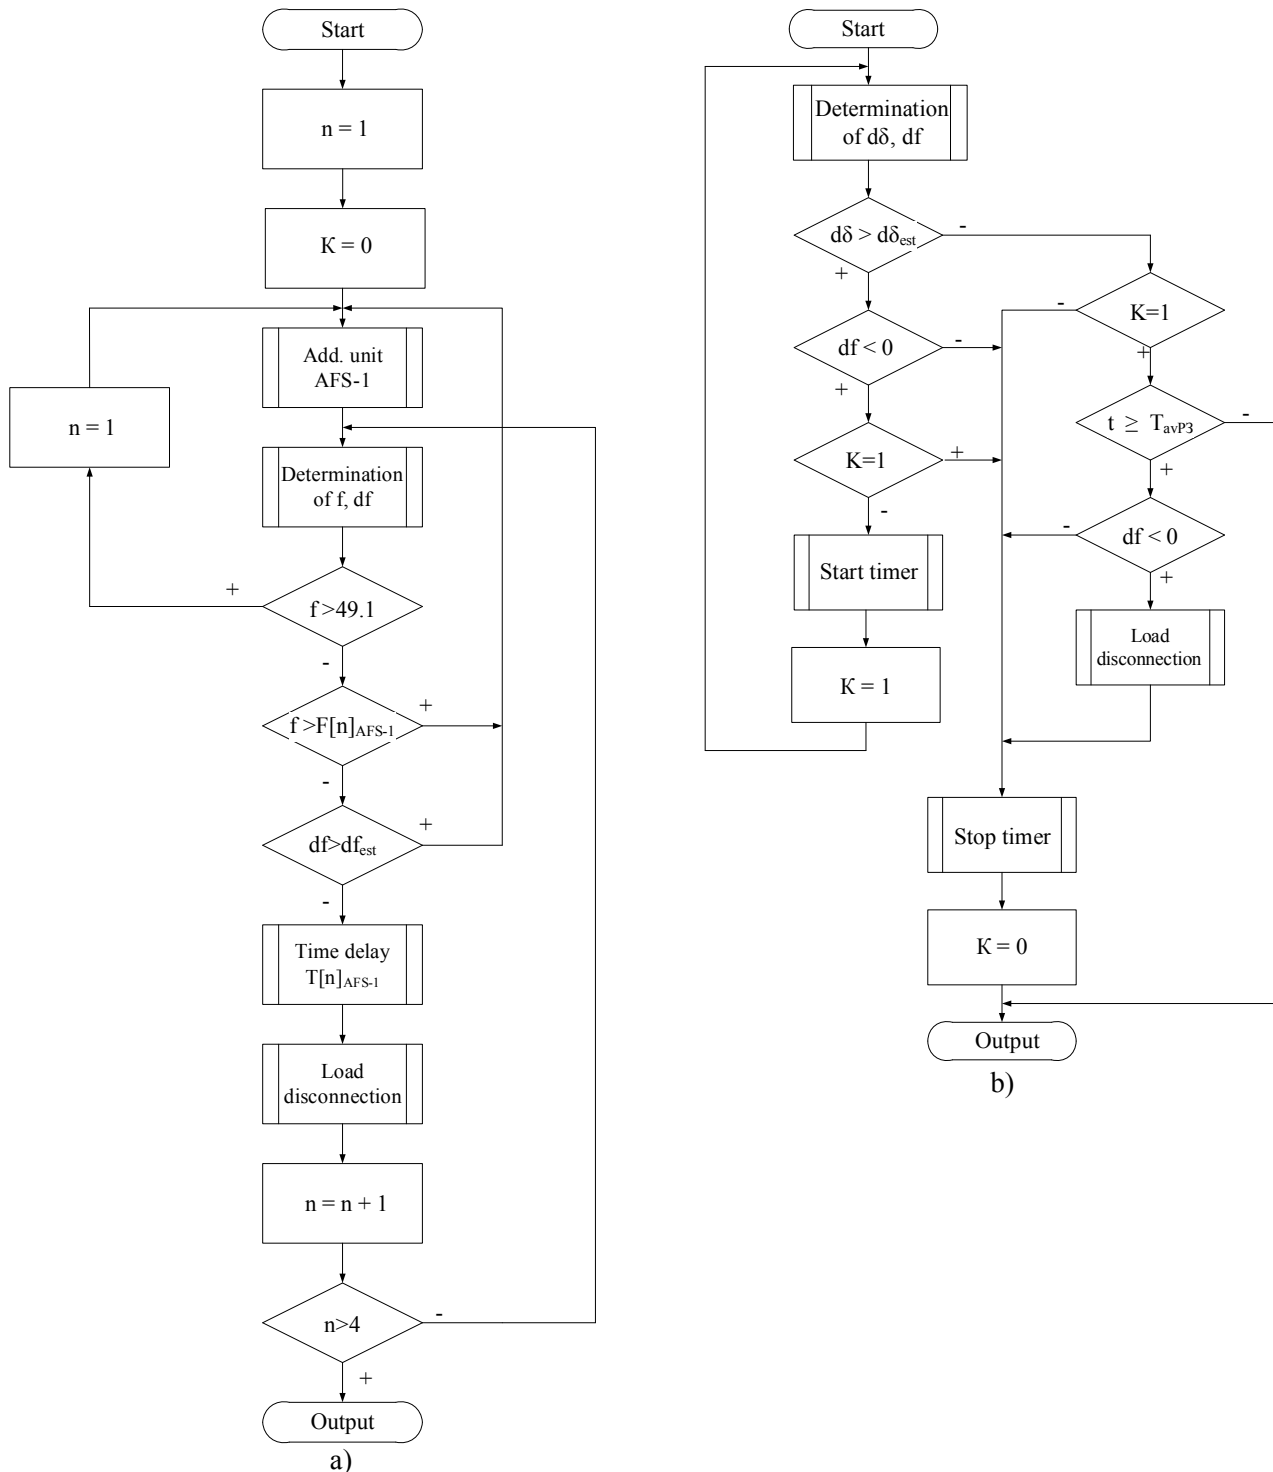 Start
n = 1
K = 0
Add. unit
AFS-1
n = 1
Determination
of f, df
+
f >49.1
-
f >F[n]AFS-1
+
-
df>dfest
+
-
Time delay
T[n]AFS-1
Load
disconnection
n = n + 1
n>4
-
+
Output
a)
Start
Determination
of dδ, df
dδ > dδest
-
+
K=1
-
+
df < 0
-
+
t ≥ TavP3
-
+
K=1
+
-
df < 0
-
+
Start timer
Load
disconnection
K = 1
Stop timer
K = 0
Output
b)